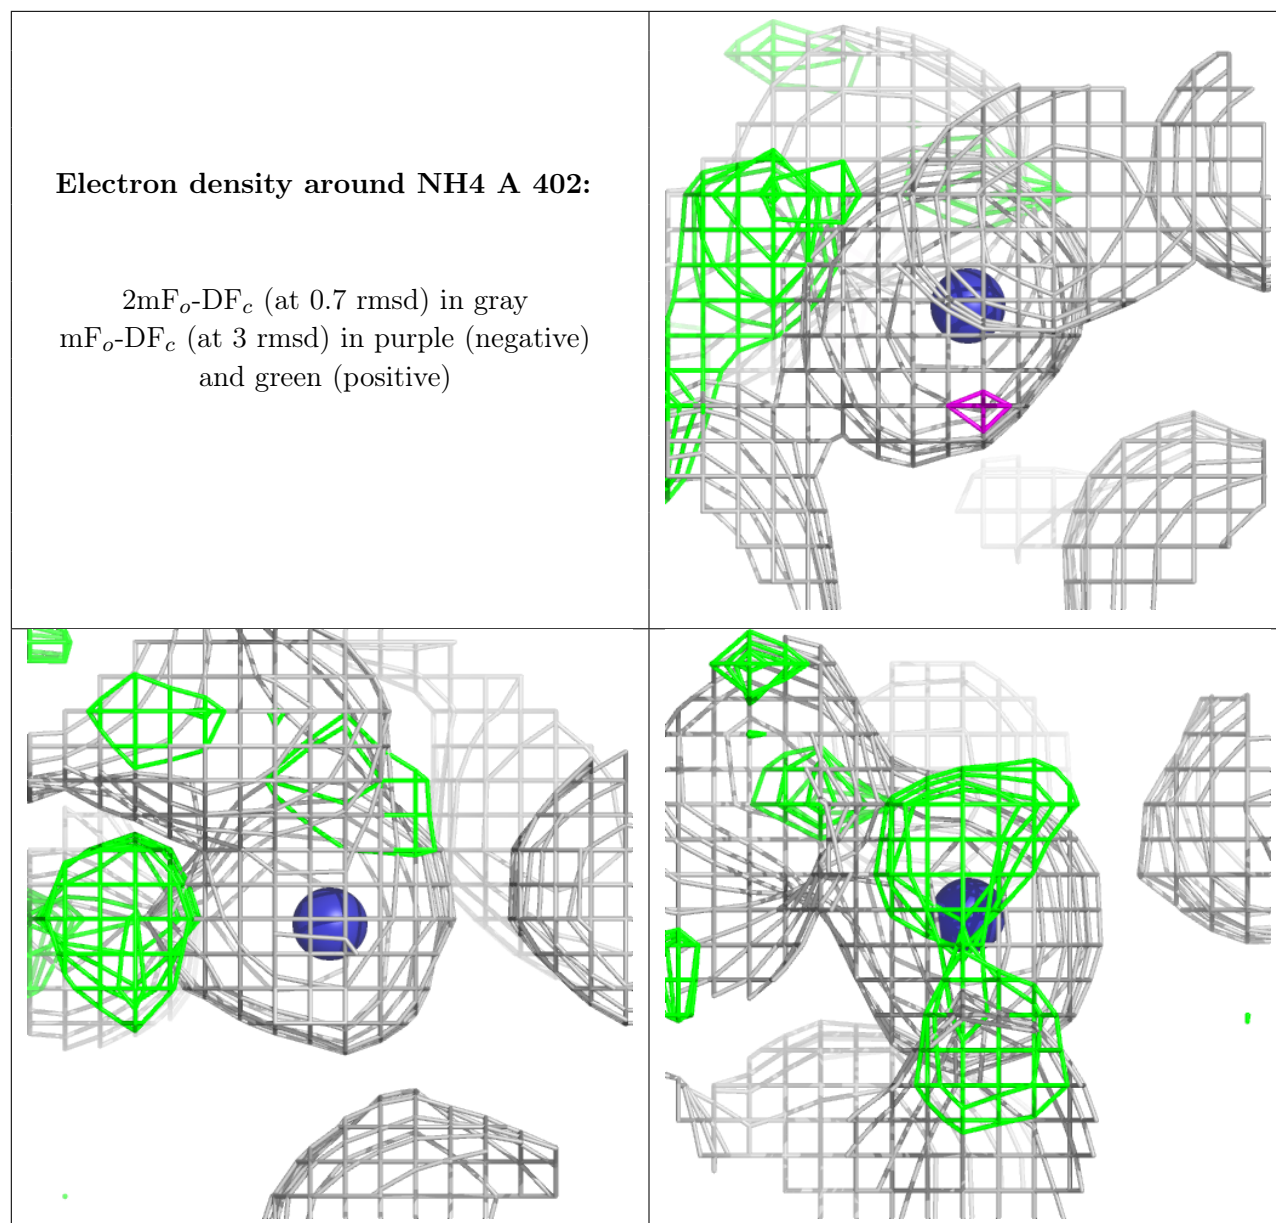 Electron density around NH4 A 402:
2mFo-DFc (at 0.7 rmsd) in gray
mFo-DFc (at 3 rmsd) in purple (negative)
and green (positive)